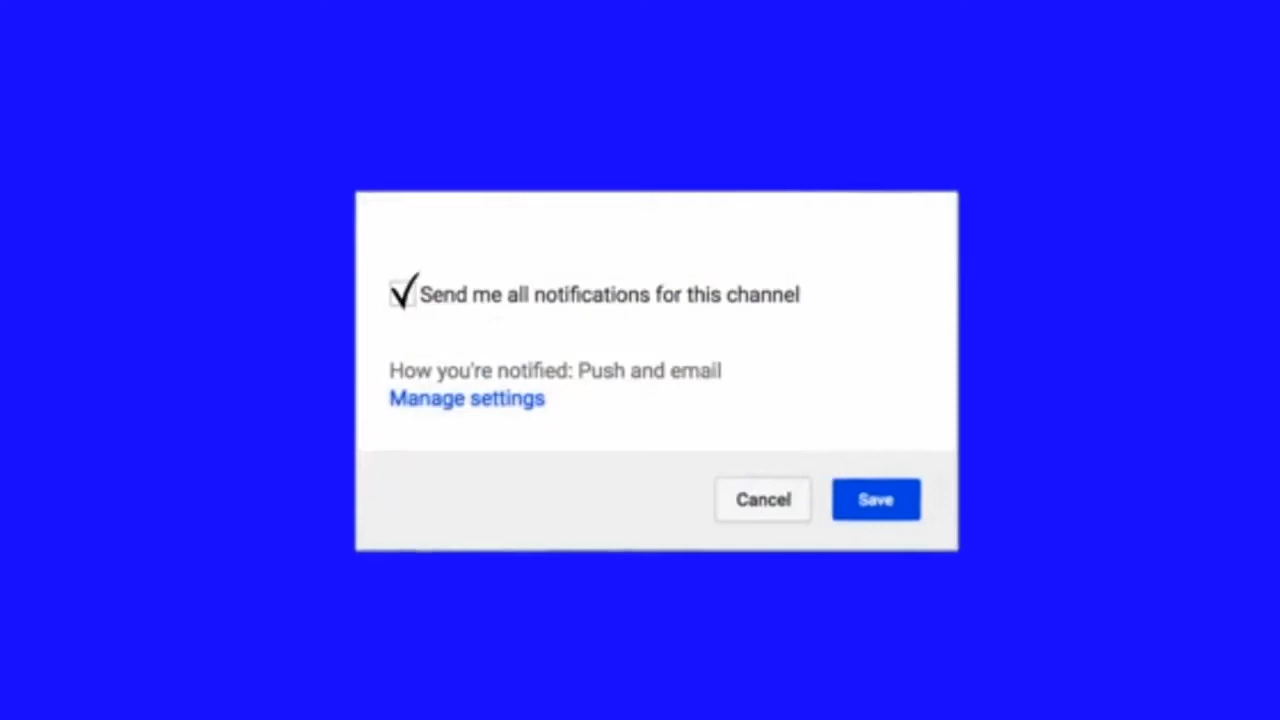 Send me all notifications for this channel
How you're notified: Push and email
Manage settings
Cancel Save